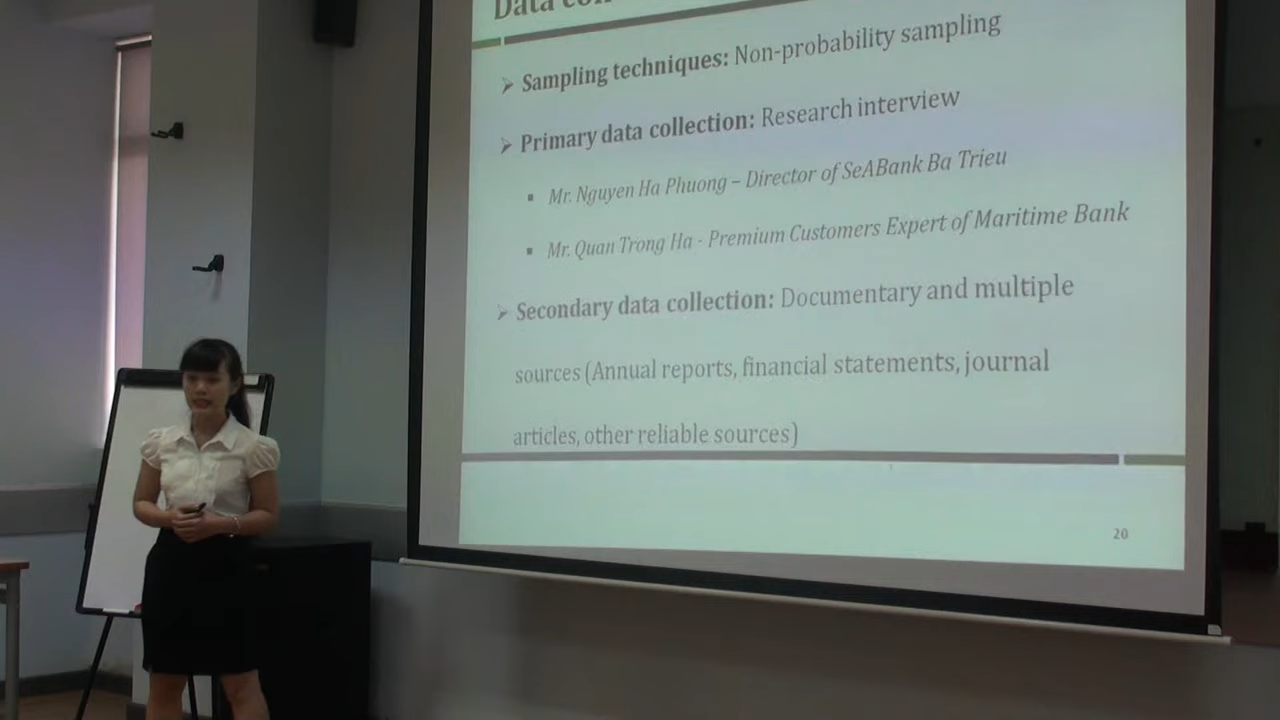 Data
Sampling techniques: Non-probability sampling
Primary data collection: Research interview
Mr. Nguyen Ha Phuong – Director of SeABank Ba Trieu
Mr. Quan Trong Ha - Premium Customers Expert of Maritime Bank
Secondary data collection: Documentary and multiple
sources (Annual reports, financial statements, journal
articles, other reliable sources)
20